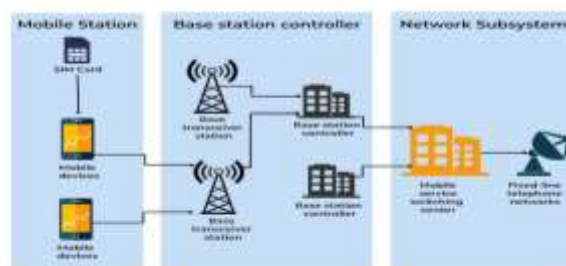 Mobile Station
Base station controller
Network Subsystem
SIM Card
Base
transceiver
station
Base station
controller
Mobile
devices
Base
transceiver
station
Base station
controller
Mobile
service
switching
center
Fixed line
telephone
networks
Mobile
devices